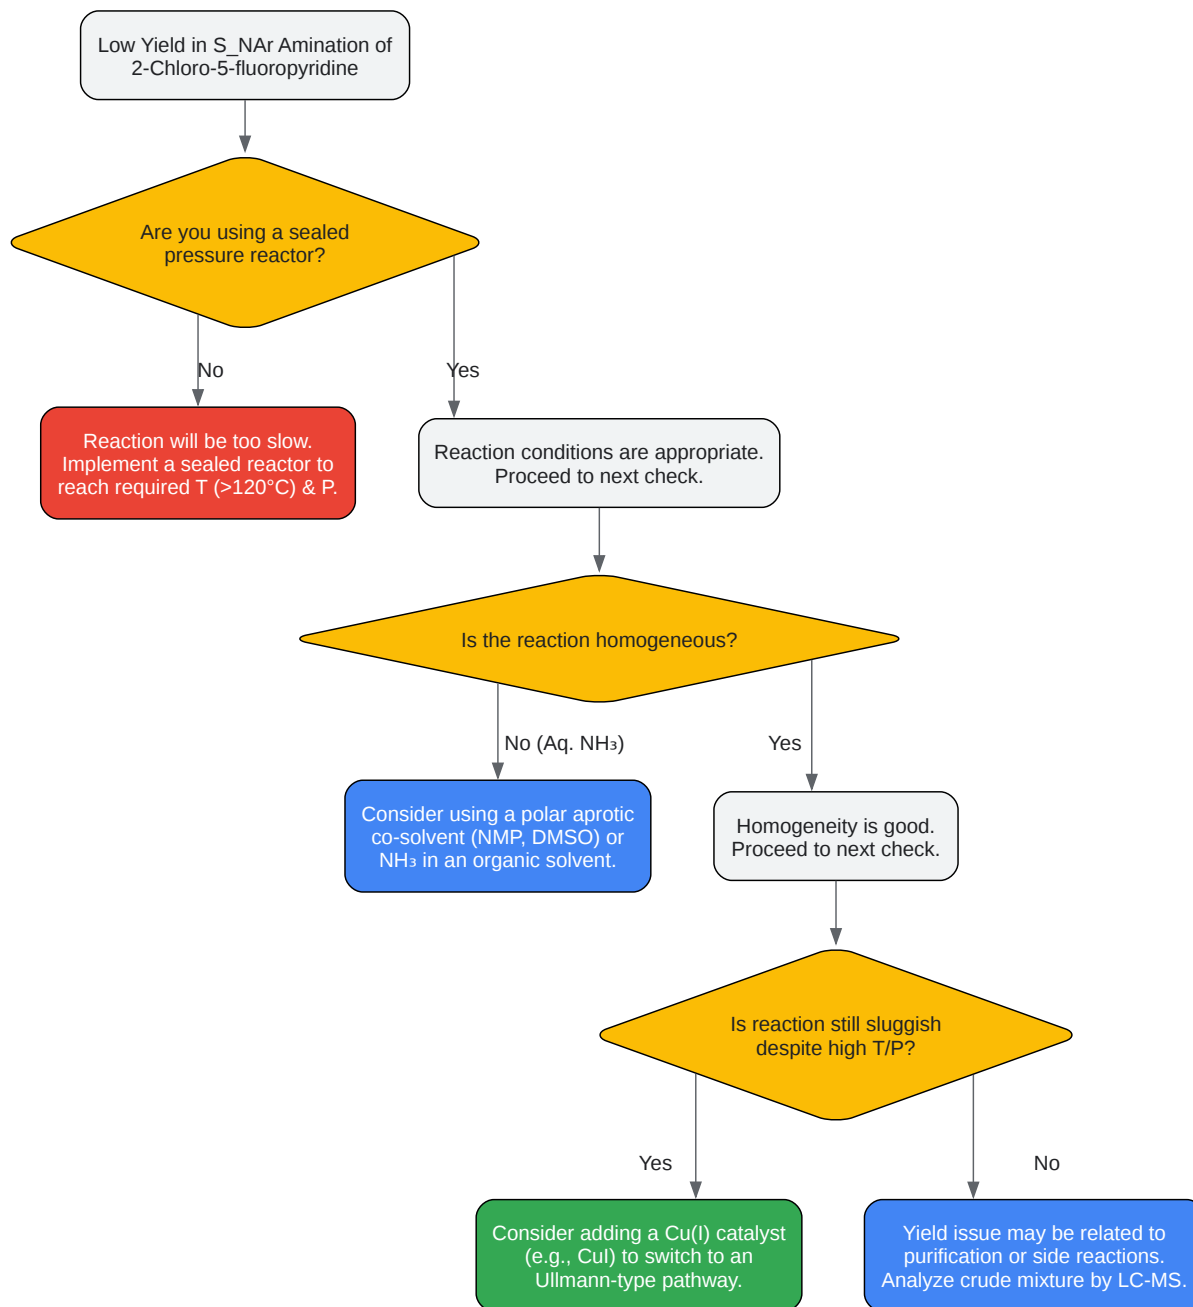 Low Yield in S_NAr Amination of
2-Chloro-5-fluoropyridine
Are you using a sealed
pressure reactor?
No
Yes
Reaction will be too slow.
Implement a sealed reactor to
reach required T (>120°C) & P.
Reaction conditions are appropriate.
Proceed to next check.
Is the reaction homogeneous?
No (Aq. NH₃)
Yes
Consider using a polar aprotic
co-solvent (NMP, DMSO) or
NH₃ in an organic solvent.
Homogeneity is good.
Proceed to next check.
Is reaction still sluggish
despite high T/P?
Yes
No
Consider adding a Cu(I) catalyst
(e.g., CuI) to switch to an
Ullmann-type pathway.
Yield issue may be related to
purification or side reactions.
Analyze crude mixture by LC-MS.